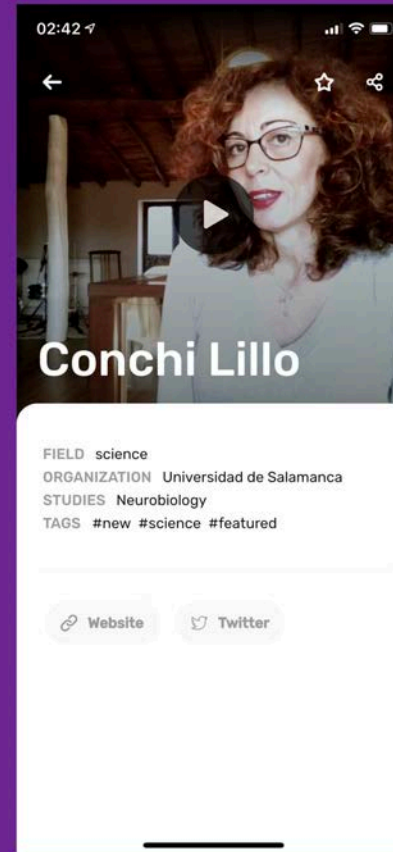 02:42
Conchi Lillo
FIELD science
ORGANIZATION Universidad de Salamanca
STUDIES Neurobiology
TAGS #new #science #featured
Website
Twitter